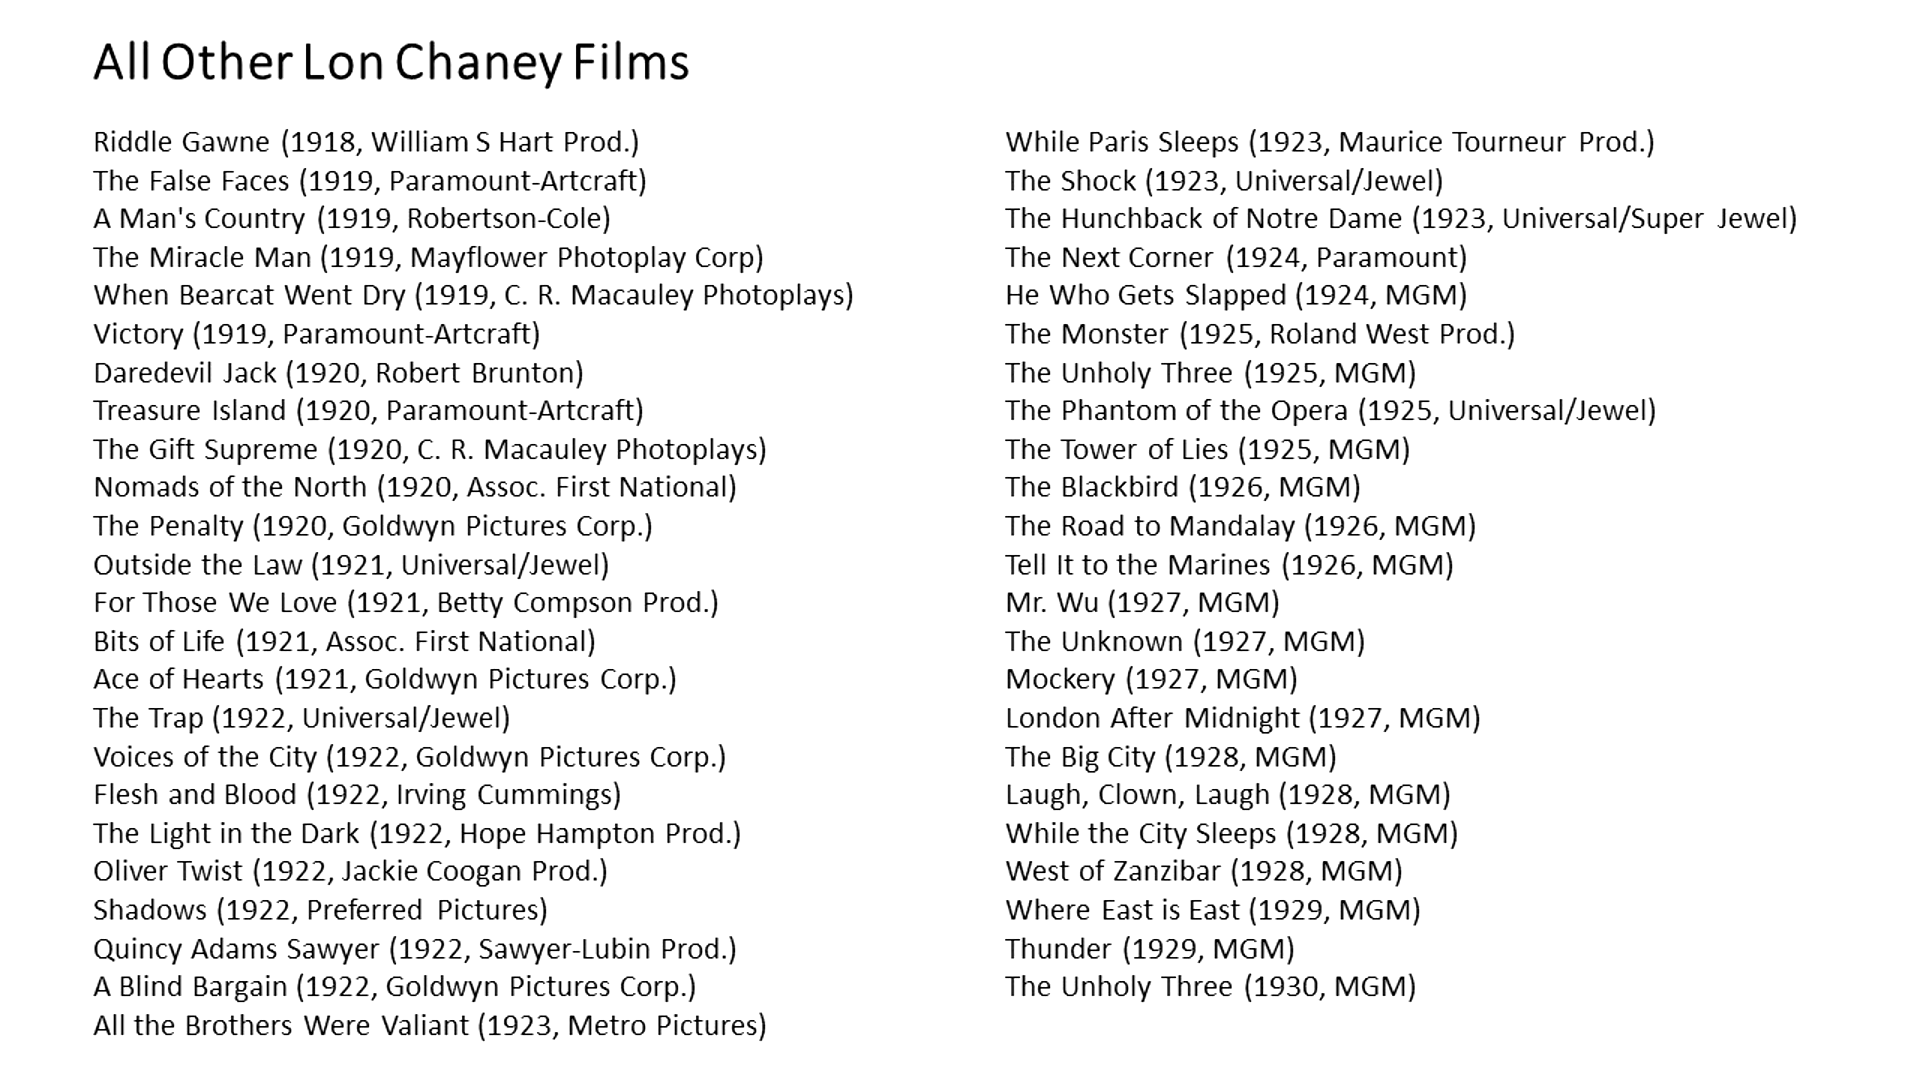 All Other Lon Chaney Films
Riddle Gawne (1918, William S Hart Prod.)
The False Faces (1919, Paramount-Artcraft)
A Man's Country (1919, Robertson-Cole)
The Miracle Man (1919, Mayflower Photoplay Corp)
When Bearcat Went Dry (1919, C. R. Macauley Photoplays)
Victory (1919, Paramount-Artcraft)
Daredevil Jack (1920, Robert Brunton)
Treasure Island (1920, Paramount-Artcraft)
The Gift Supreme (1920, C. R. Macauley Photoplays)
Nomads of the North (1920, Assoc. First National)
The Penalty (1920, Goldwyn Pictures Corp.)
Outside the Law (1921, Universal/Jewel)
For Those We Love (1921, Betty Compson Prod.)
Bits of Life (1921, Assoc. First National)
Ace of Hearts (1921, Goldwyn Pictures Corp.)
The Trap (1922, Universal/Jewel)
Voices of the City (1922, Goldwyn Pictures Corp.)
Flesh and Blood (1922, Irving Cummings)
The Light in the Dark (1922, Hope Hampton Prod.)
Oliver Twist (1922, Jackie Coogan Prod.)
Shadows (1922, Preferred Pictures)
Quincy Adams Sawyer (1922, Sawyer-Lubin Prod.)
A Blind Bargain (1922, Goldwyn Pictures Corp.)
All the Brothers Were Valiant (1923, Metro Pictures)
While Paris Sleeps (1923, Maurice Tourneur Prod.)
The Shock (1923, Universal/Jewel)
The Hunchback of Notre Dame (1923, Universal/Super Jewel)
The Next Corner (1924, Paramount)
He Who Gets Slapped (1924, MGM)
The Monster (1925, Roland West Prod.)
The Unholy Three (1925, MGM)
The Phantom of the Opera (1925, Universal/Jewel)
The Tower of Lies (1925, MGM)
The Blackbird (1926, MGM)
The Road to Mandalay (1926, MGM)
Tell It to the Marines (1926, MGM)
Mr. Wu (1927, MGM)
The Unknown (1927, MGM)
Mockery (1927, MGM)
London After Midnight (1927, MGM)
The Big City (1928, MGM)
Laugh, Clown, Laugh (1928, MGM)
While the City Sleeps (1928, MGM)
West of Zanzibar (1928, MGM)
Where East is East (1929, MGM)
Thunder (1929, MGM)
The Unholy Three (1930, MGM)